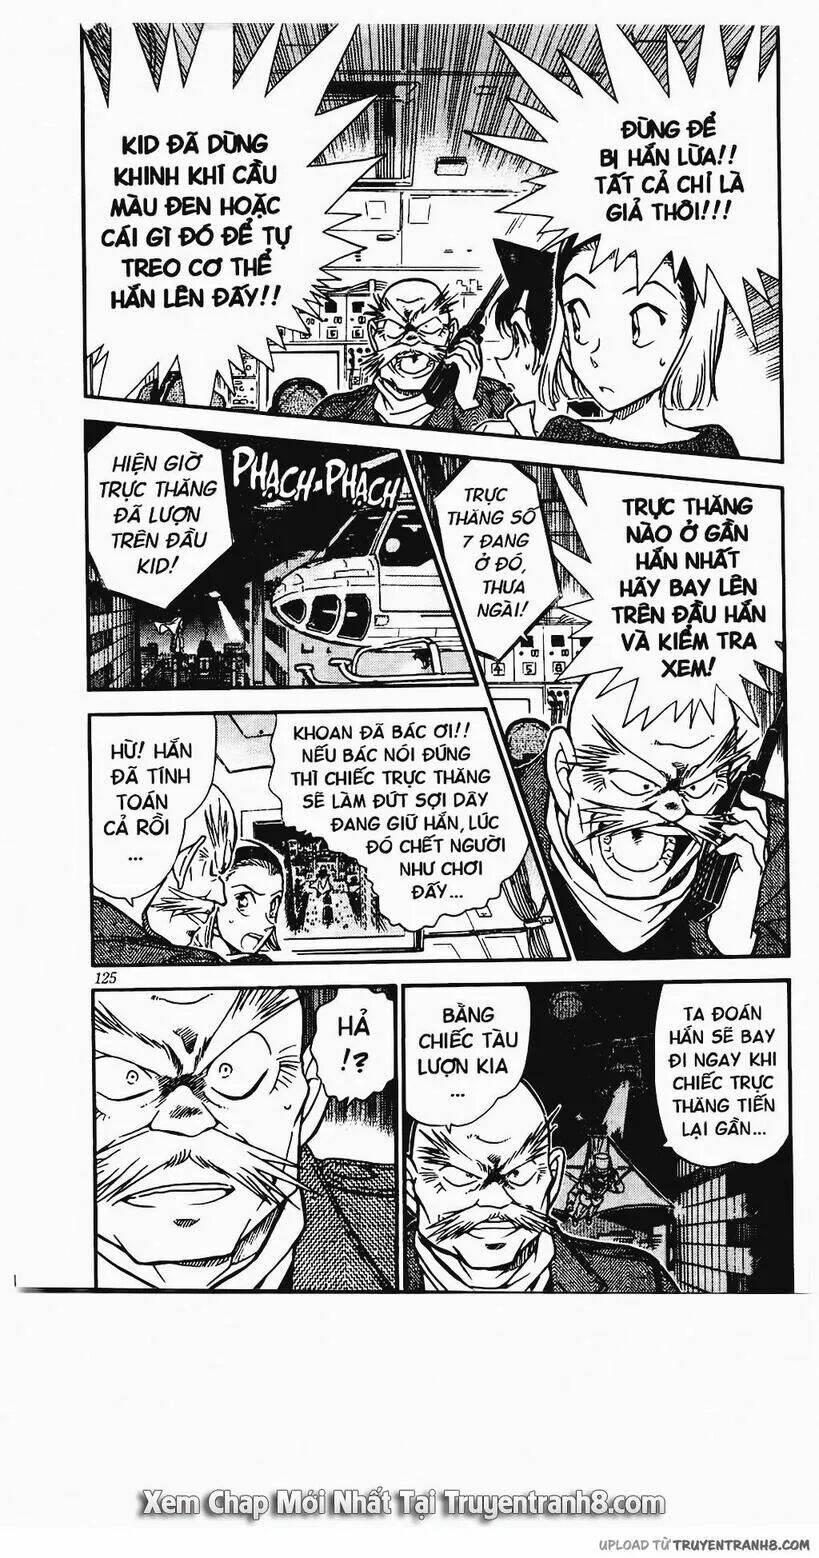 ĐỪNG ĐỂ
BỊ HẮN LỪA!!
TẤT CẢ CHỈ LÀ
GIẢ THÔI!!!
KID ĐÃ DÙNG
KHINH KHÍ CẦU
MÀU ĐEN HOẶC
CÁI GÌ ĐÓ ĐỂ TỰ
TREO CƠ THỂ
HẮN LÊN ĐẤY!!
TRỰC THĂNG
NÀO Ở GẦN
HẮN NHẤT
HÃY BAY LÊN
TRÊN ĐẦU HẮN
VÀ KIỂM TRA
XEM!
TRỰC
THĂNG SỐ
7 ĐANG
Ở ĐÓ,
THƯA
NGÀI!
PHẠCH-PHẠCH
HIỆN GIỜ
TRỰC THĂNG
ĐÃ LƯỢN
TRÊN ĐẦU
KID!
KHOAN ĐÃ BÁC ƠI!!
NẾU BÁC NÓI ĐÚNG
THÌ CHIẾC TRỰC THĂNG
SẼ LÀM ĐỨT SỢI DÂY
ĐANG GIỮ HẮN, LÚC
ĐÓ CHẾT NGƯỜI
NHƯ CHƠI
ĐẤY...
HỪ! HẮN
ĐÃ TÍNH
TOÁN
CẢ RỒI
...
125
TA ĐOÁN
HẮN SẼ BAY
ĐI NGAY KHI
CHIẾC TRỰC
THĂNG TIẾN
LẠI GẦN...
BẰNG
CHIẾC TÀU
LƯỢN KIA
...
HẢ
!?
Xem Chap Mới Nhất Tại Truyentranh8.com
UPLOAD TỪ TRUYENTRANH8.COM